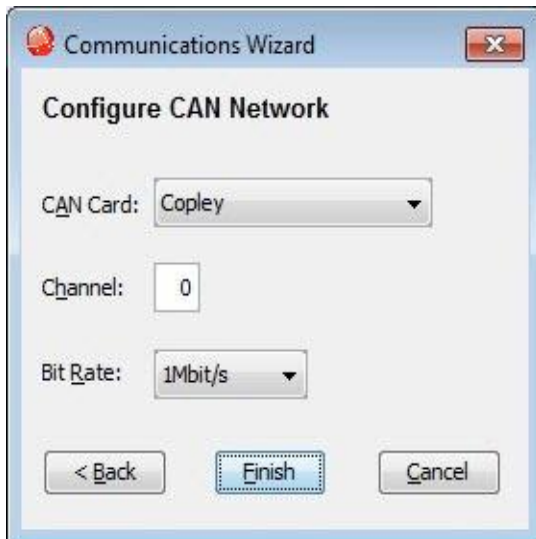 Communications Wizard
Configure CAN Network
CAN Card: Copley
Channel: 0
Bit Rate: 1Mbit/s
< Back Finish Cancel